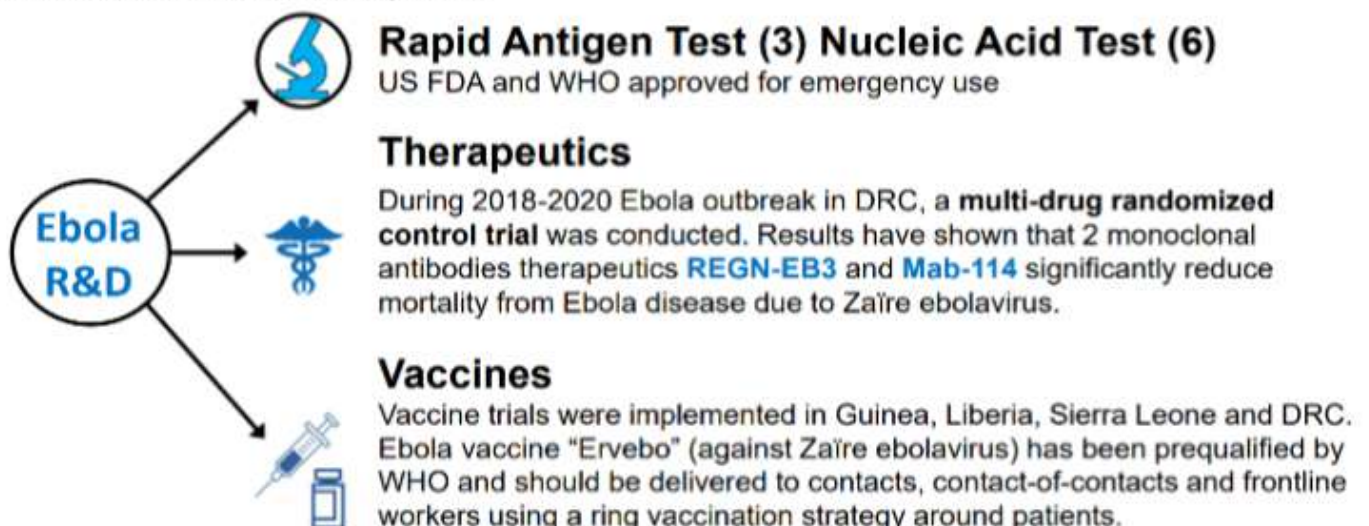 Rapid Antigen Test (3) Nucleic Acid Test (6)
US FDA and WHO approved for emergency use
Ebola
R&D
Therapeutics
During 2018-2020 Ebola outbreak in DRC, a multi-drug randomized
control trial was conducted. Results have shown that 2 monoclonal
antibodies therapeutics REGN-EB3 and Mab-114 significantly reduce
mortality from Ebola disease due to Zaïre ebolavirus.
Vaccines
Vaccine trials were implemented in Guinea, Liberia, Sierra Leone and DRC.
Ebola vaccine “Ervebo” (against Zaïre ebolavirus) has been prequalified by
WHO and should be delivered to contacts, contact-of-contacts and frontline
workers using a ring vaccination strategy around patients.